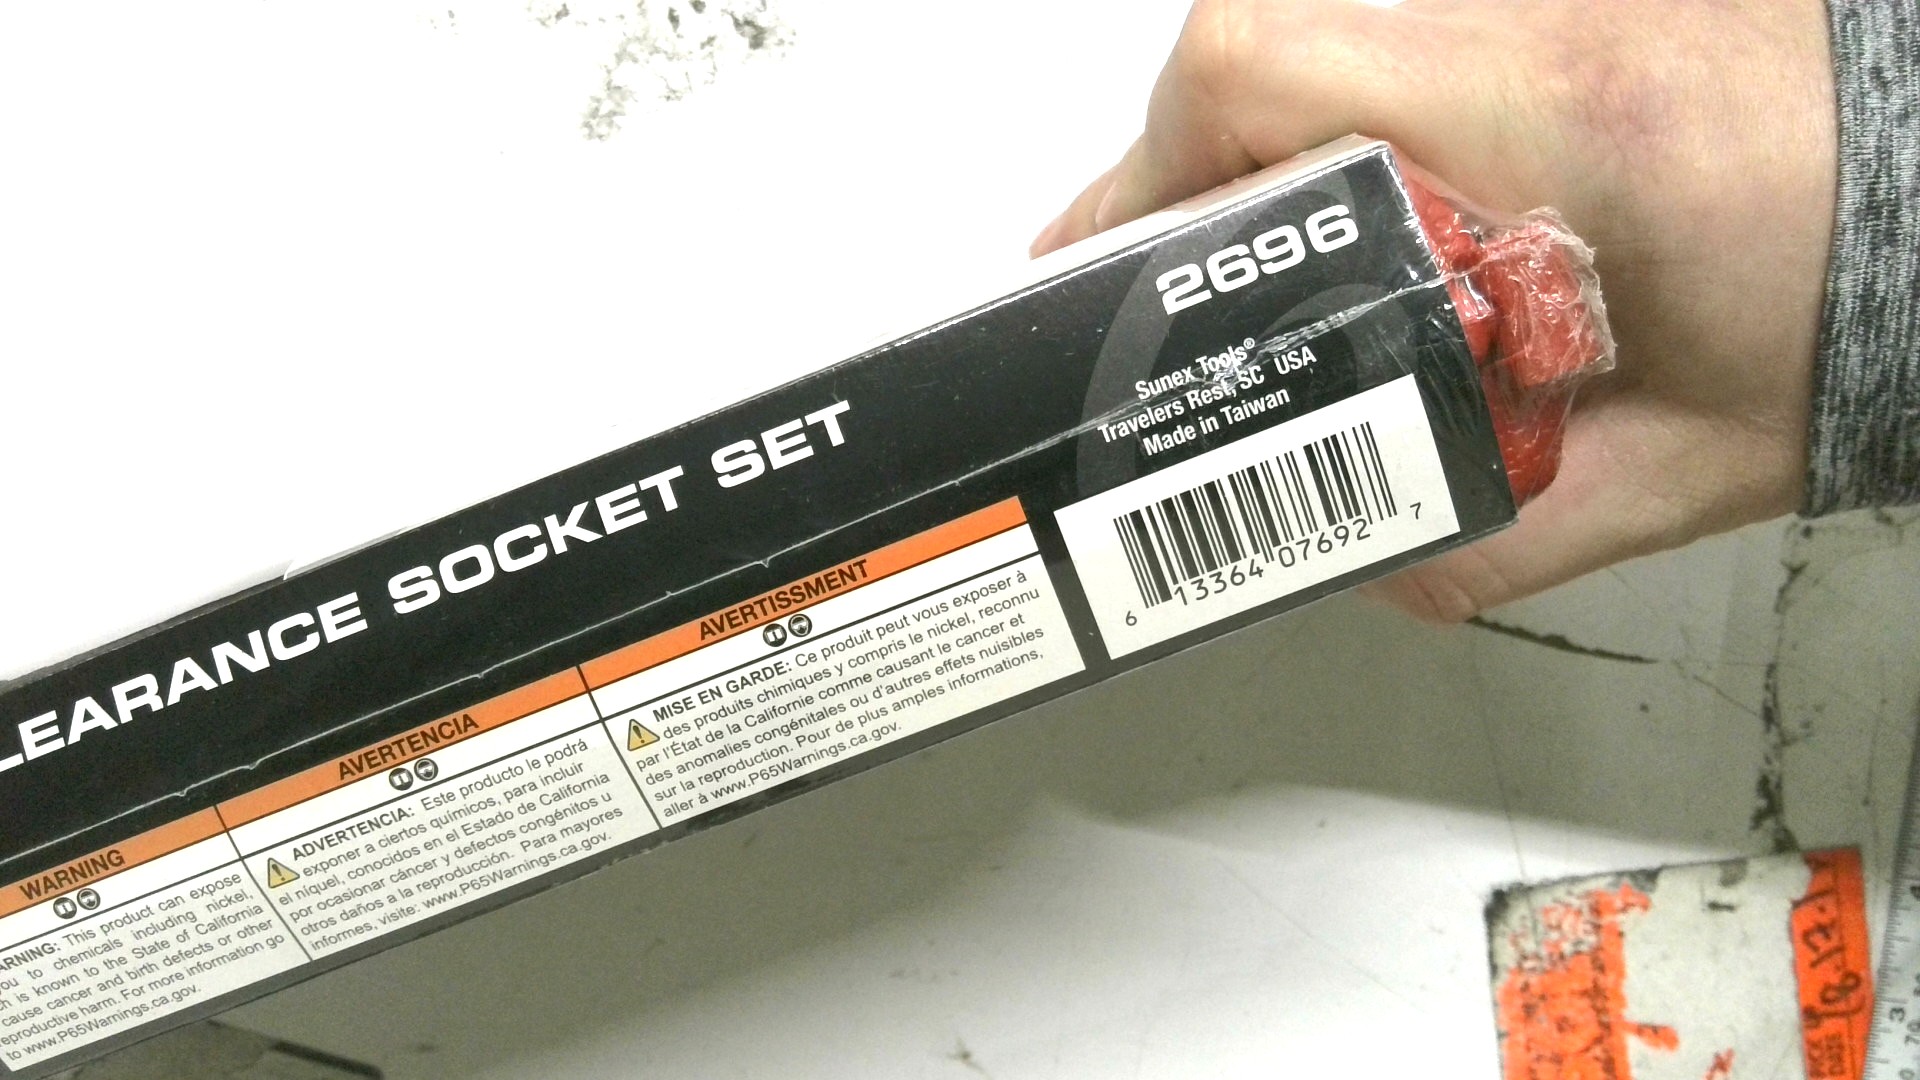 LEARANCE SOCKET SET
2696
Sunex Tools®
Travelers Rest, SC USA
Made in Taiwan
6 13364 07692 7
WARNING
ARNING: This product can expose
you to chemicals including nickel,
ch is known to the State of California
cause cancer and birth defects or other
eproductive harm. For more information go
to www.P65Warnings.ca.gov.
AVERTENCIA
ADVERTENCIA: Este producto le podrá
exponer a ciertos químicos, para incluir
el níquel, conocidos en el Estado de California
por ocasionar cáncer y defectos congénitos u
otros daños a la reproducción. Para mayores
informes, visite: www.P65Warnings.ca.gov.
AVERTISSMENT
MISE EN GARDE: Ce produit peut vous exposer à
des produits chimiques y compris le nickel, reconnu
par l'État de la Californie comme causant le cancer et
des anomalies congénitales ou d'autres effets nuisibles
sur la reproduction. Pour de plus amples informations,
aller à www.P65Warnings.ca.gov.
3
70